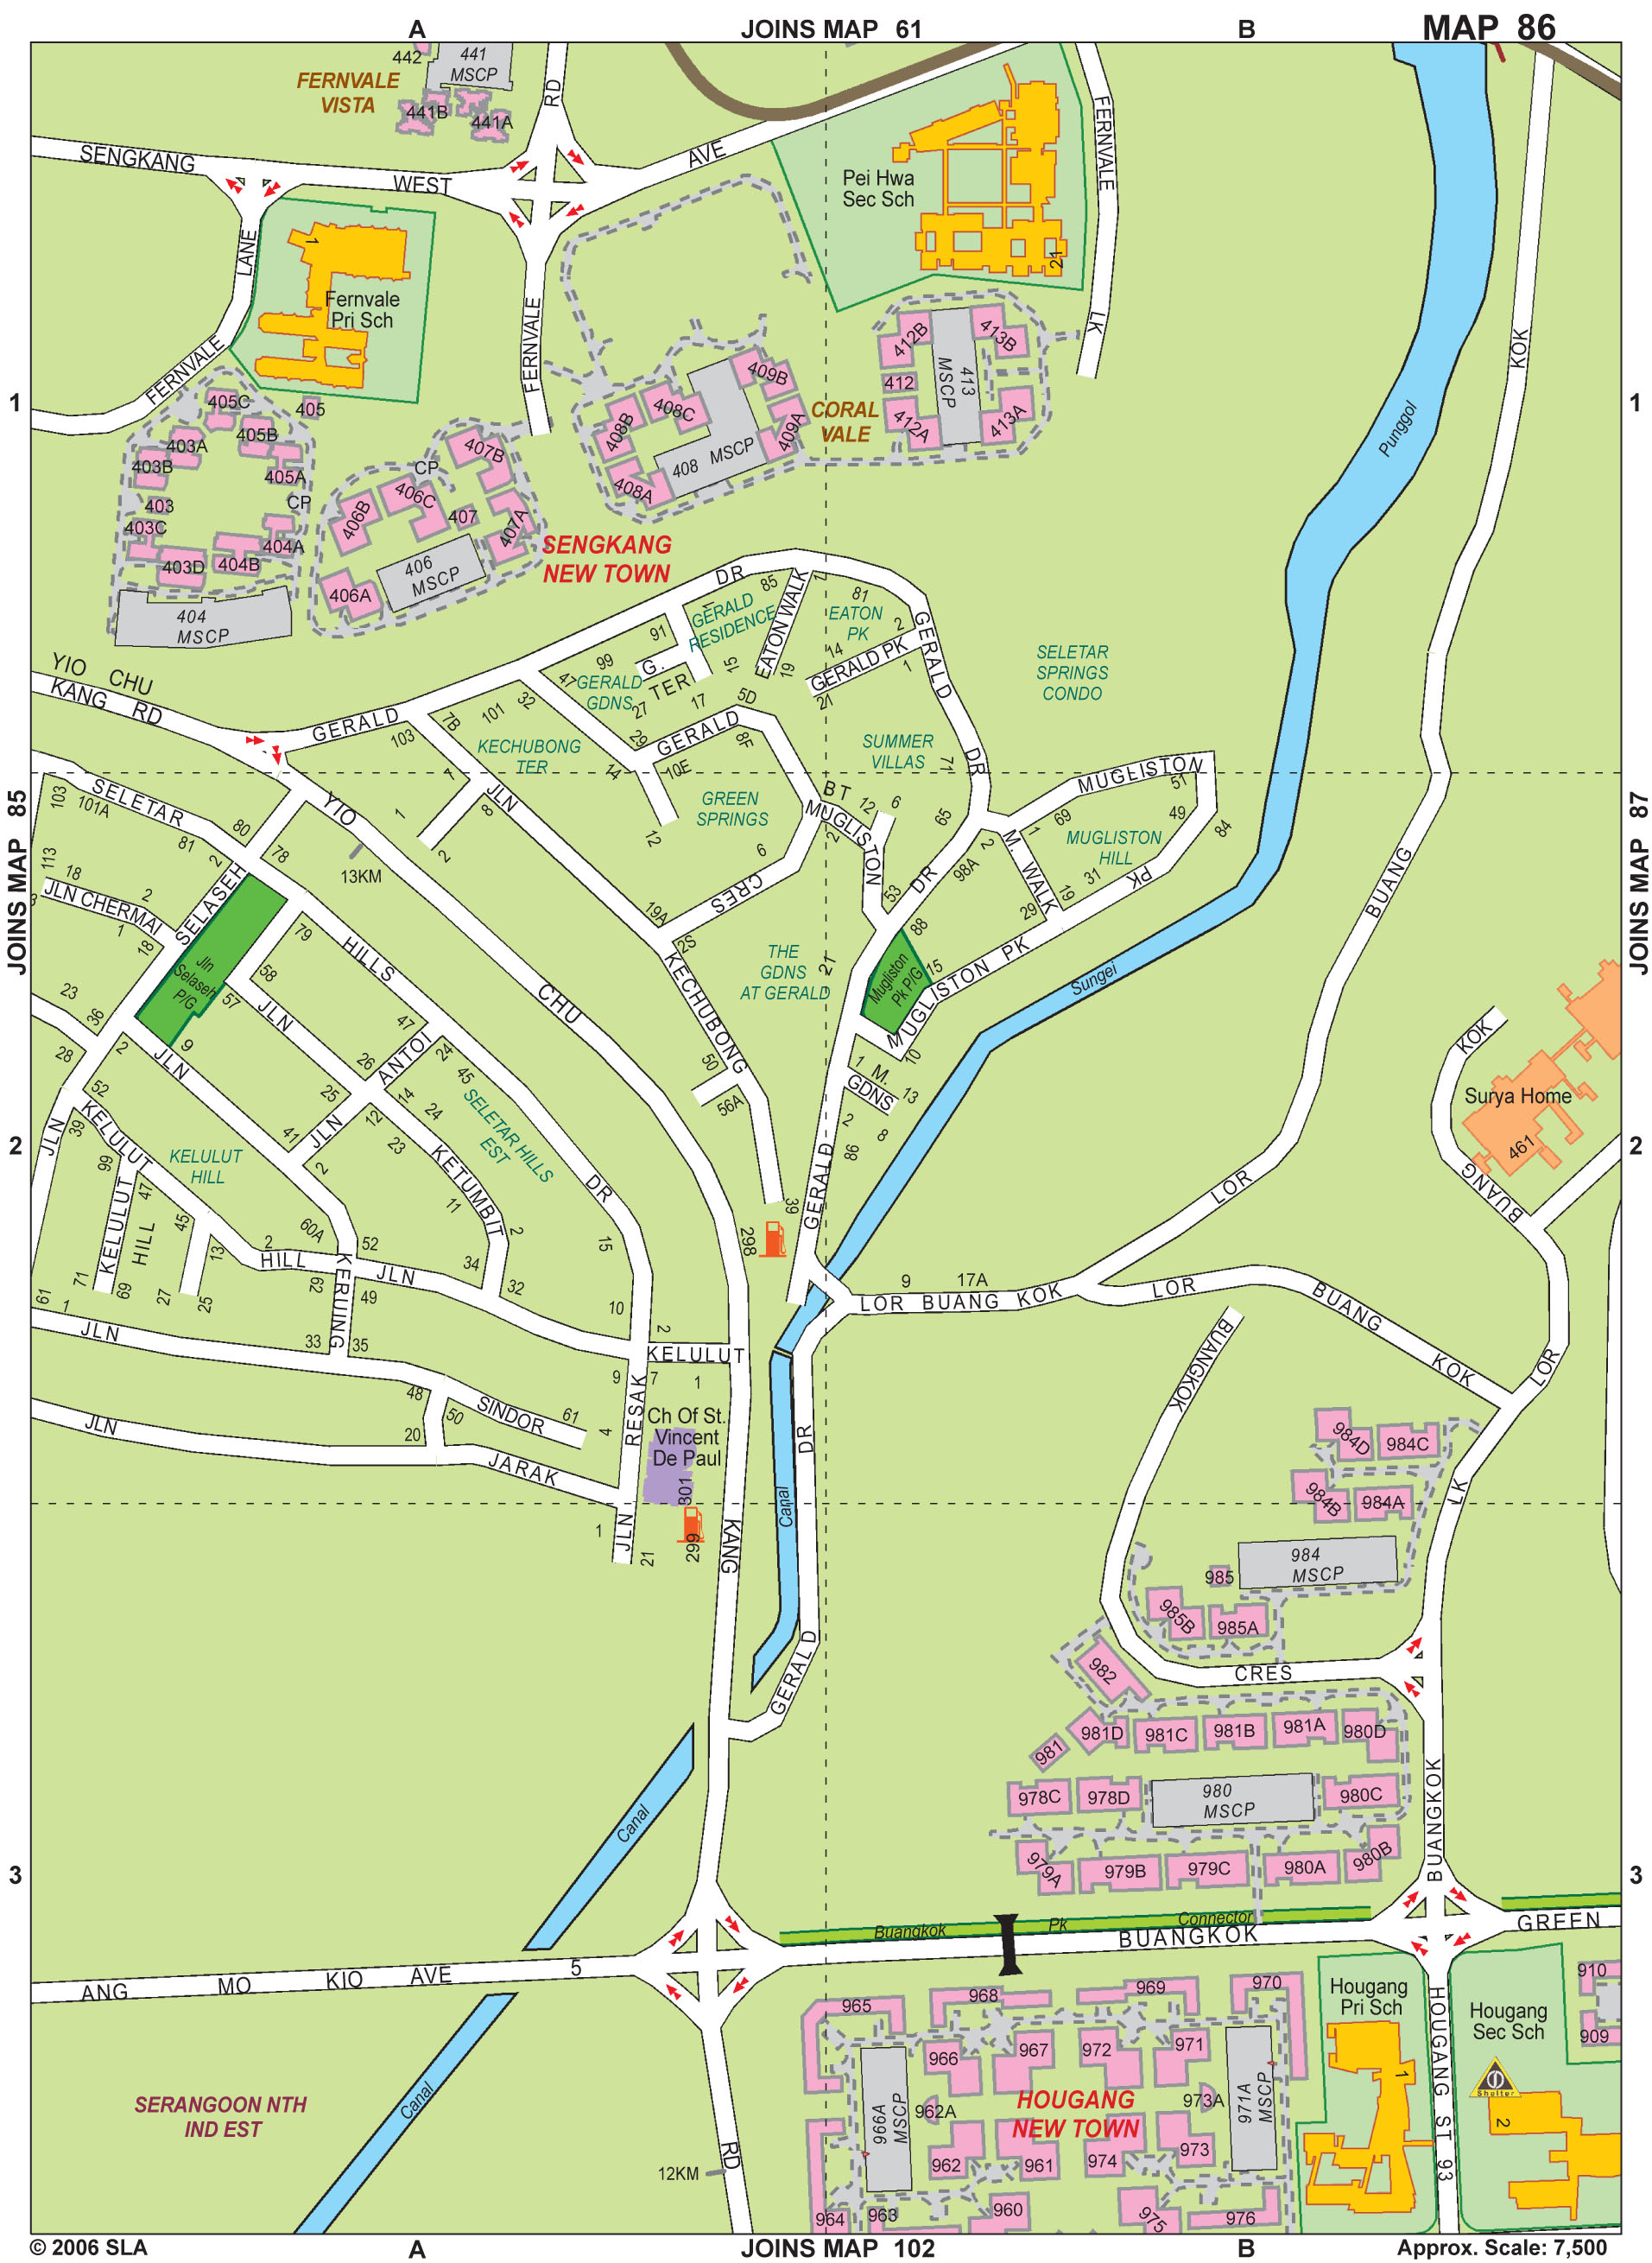 A
JOINS MAP 61
B
MAP 86
442
441
MSCP
FERNVALE
VISTA
441B
441A
RD
SENGKANG
WEST
AVE
FERNVALE
LK
Pei Hwa
Sec Sch
21
KOK
LANE
FERNVALE
1
Fernvale
Pri Sch
FERNVALE
1
1
405C
405
405B
403A
403B
405A
CP
403
403C
404A
403D
404B
404
MSCP
407B
CP
406C
406B
407
407A
406
MSCP
406A
408B
408C
409B
409A
408 MSCP
408A
CORAL
VALE
412B
413B
412
413
MSCP
412A
413A
Punggol
SENGKANG
NEW TOWN
YIO CHU
KANG RD
GERALD
DR
85
EATON WALK
81
EATON
PK
GERALD
RESIDENCE
1
91
99
G.
TER
15
19
14
2
GERALD PK
1
21
GERALD
DR
47
GERALD
GDNS
27
17
5D
29
GERALD
8F
32
101
7B
103
KECHUBONG
TER
14
10E
12
GREEN
SPRINGS
SUMMER
VILLAS
71
SELETAR
SPRINGS
CONDO
MUGLISTON
51
BT
MUGLISTON
12
6
2
65
1
69
MUGLISTON
HILL
49
84
2
98A
M. WALK
19
31
PK
29
JOINS MAP 85
JOINS MAP 87
103
101A
SELETAR
81
80
78
2
YIO
13KM
1
7
8
2
JLN
6
CRES
19A
2S
KECHUBONG
53
DR
88
BUANG
113
18
JLN CHERMAI
2
1
18
SELASEH
Jln
Selaseh
P/G
79
HILLS
58
57
23
36
28
2
9
JLN
JLN
47
ANTOI
24
26
25
14
12
24
45
CHU
THE
GDNS
AT GERALD
21
Mugliston
Pk P/G
15
MUGLISTON PK
10
1
M.
GDNS
13
2
8
86
50
56A
Sungei
KOK
Surya Home
461
BUANG
2
2
52
JLN
39
KELULUT
99
KELULUT
HILL
41
JLN
2
23
KETUMBIT
11
SELETAR HILLS
EST
DR
15
2
KELULUT
HILL
47
45
13
2
60A
52
HILL
JLN
34
32
71
69
27
25
62
49
KERUING
61
1
JLN
33
35
10
2
KELULUT
298
39
GERALD
9
17A
LOR BUANG KOK
LOR
LOR
BUANG
KOK
LOR
9
7
1
RESAK
48
SINDOR
50
61
4
20
JLN
JARAK
Ch Of St.
Vincent
De Paul
301
DR
Canal
BUANGKOK
984D
984C
984B
984A
LK
1
JLN
21
299
KANG
984
MSCP
985
985B
985A
982
CRES
GERALD
981D
981C
981B
981A
980D
981
978C
978D
980
MSCP
980C
979A
979B
979C
980A
980B
BUANGKOK
Canal
3
3
Buangkok
Pk
Connector
BUANGKOK
GREEN
ANG MO KIO AVE 5
965
968
969
970
966
967
972
971
966A
MSCP
962A
973A
971A
MSCP
HOUGANG
NEW TOWN
962
961
974
973
964
963
960
975
976
Hougang
Pri Sch
1
HOUGANG ST 93
Hougang
Sec Sch
Shelter
2
910
909
SERANGOON NTH
IND EST
Canal
12KM
RD
© 2006 SLA
A
JOINS MAP 102
B
Approx. Scale: 7,500